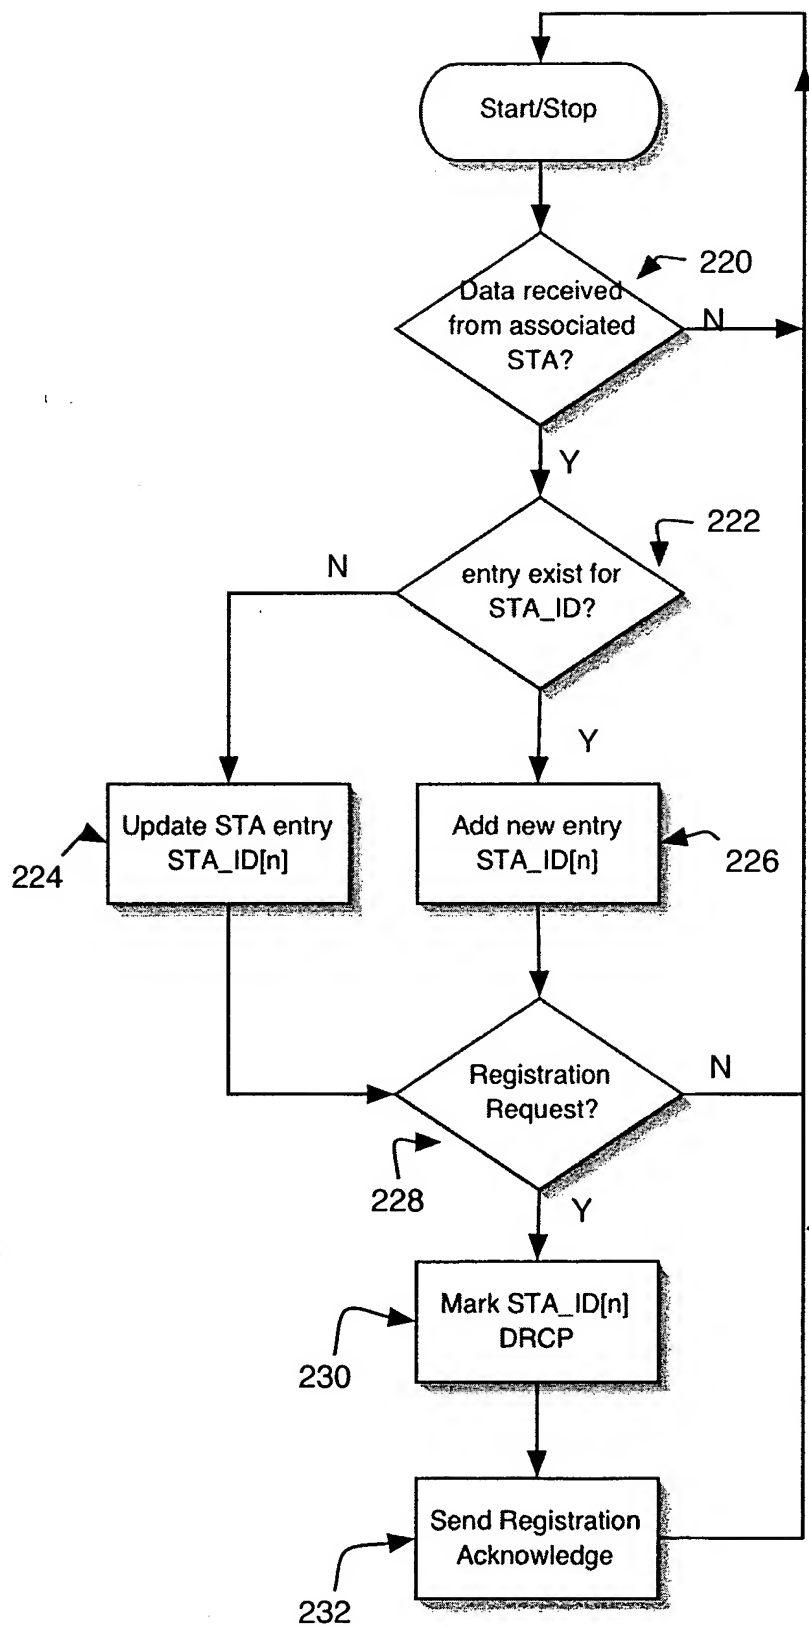 Start/Stop
220
Data received
from associated
STA?
N
Y
222
entry exist for
STA_ID?
N
Y
Update STA entry
STA_ID[n]
224
Add new entry
STA_ID[n]
226
Registration
Request?
N
228
Y
Mark STA_ID[n]
DRCP
230
Send Registration
Acknowledge
232